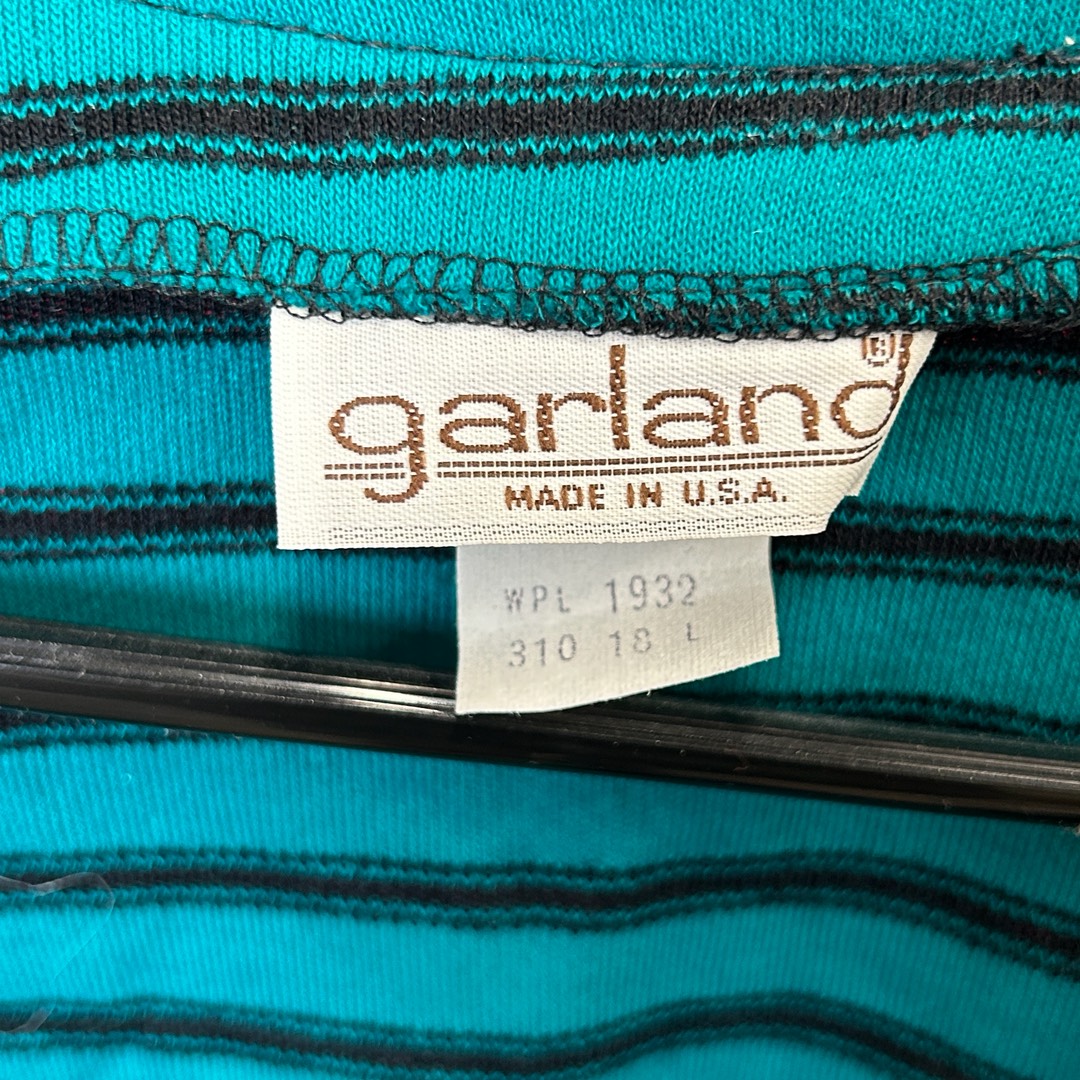 garland®
MADE IN U.S.A.
WPL 1932
310 18 L